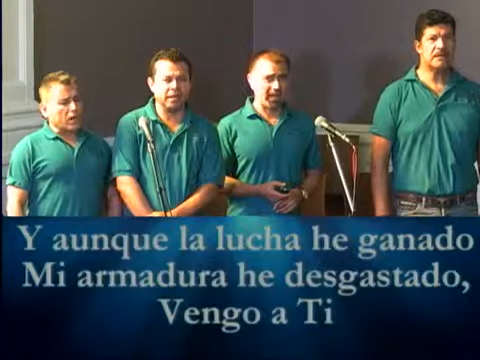 Y aunque la lucha he ganado
Mi armadura he desgastado,
Vengo a Ti